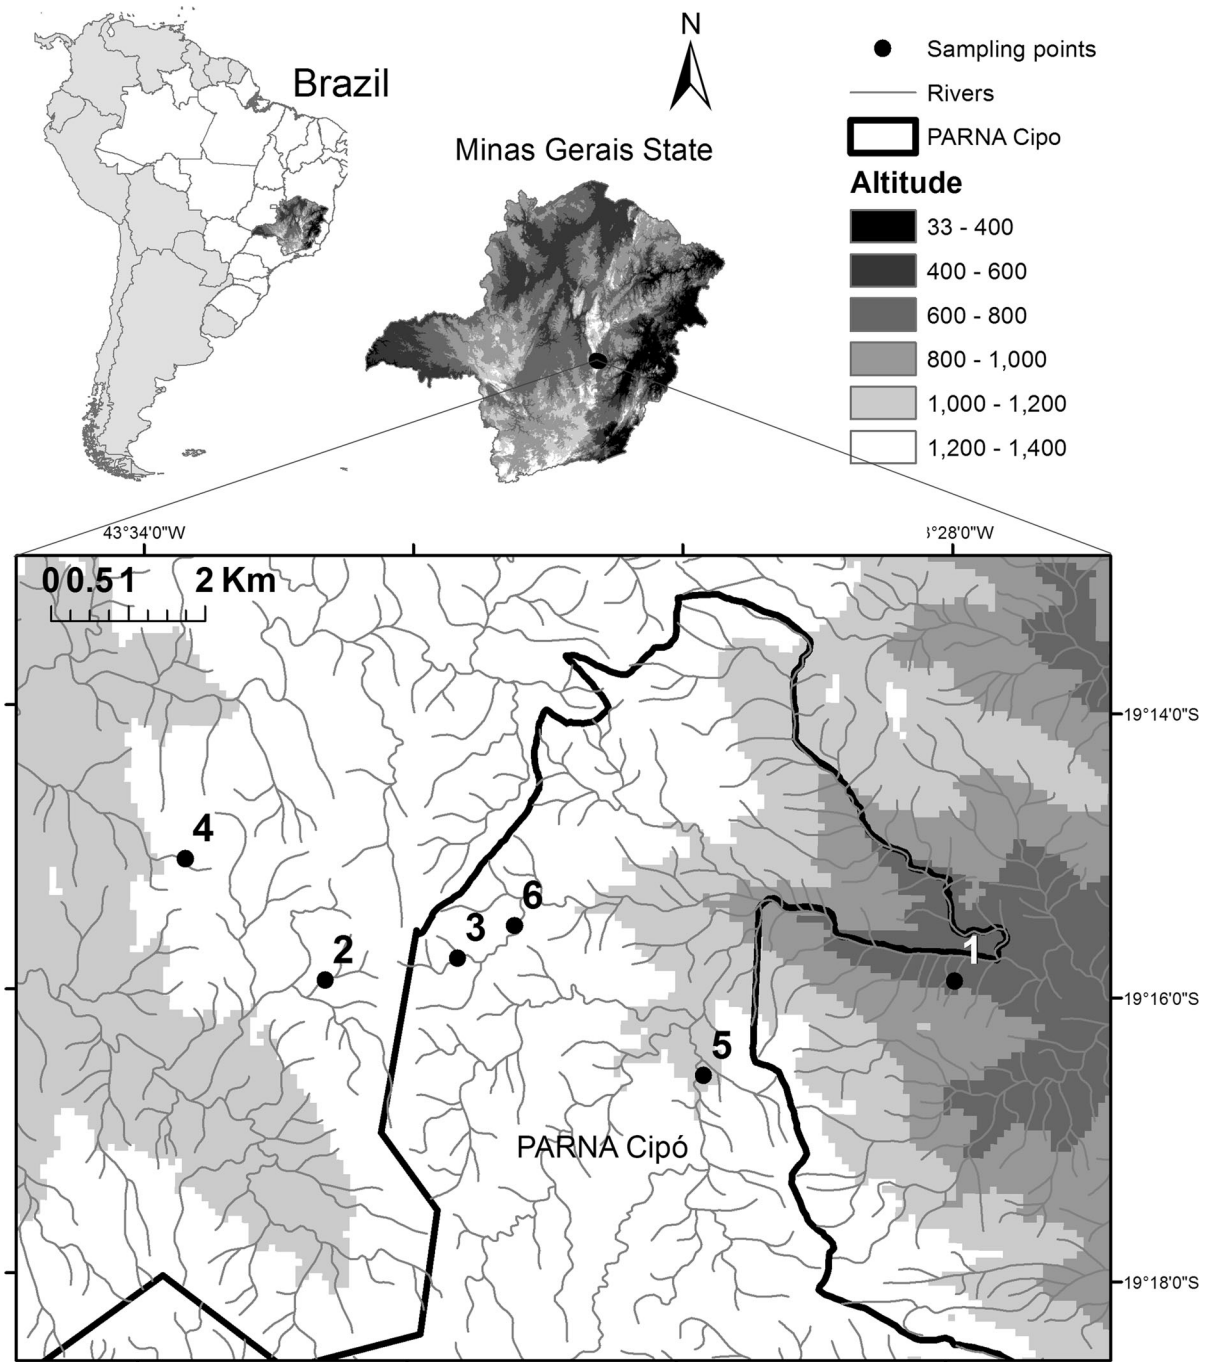 Brazil
N
Minas Gerais State
Sampling points
Rivers
PARNA Cipo
Altitude
33 - 400
400 - 600
600 - 800
800 - 1,000
1,000 - 1,200
1,200 - 1,400
43°34'0"W
3°28'0"W
0 0.5 1 2 Km
19°14'0"S
4
6
3
2
1
19°16'0"S
5
PARNA Cipó
19°18'0"S